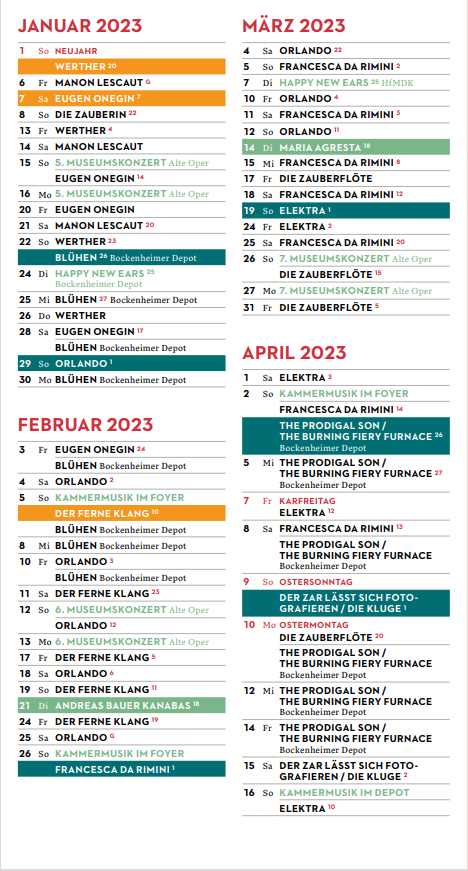 JANUAR 2023
1 So NEUJAHR
WERTHER 20
6 Fr MANON LESCAUT G
7 Sa EUGEN ONEGIN 7
8 So DIE ZAUBERIN 22
13 Fr WERTHER 4
14 Sa MANON LESCAUT
15 So 5. MUSEUMSKONZERT Alte Oper
EUGEN ONEGIN 14
16 Mo 5. MUSEUMSKONZERT Alte Oper
20 Fr EUGEN ONEGIN
21 Sa MANON LESCAUT 20
22 So WERTHER 23
BLÜHEN 26 Bockenheimer Depot
24 Di HAPPY NEW EARS 25
Bockenheimer Depot
25 Mi BLÜHEN 27 Bockenheimer Depot
26 Do WERTHER
28 Sa EUGEN ONEGIN 17
BLÜHEN Bockenheimer Depot
29 So ORLANDO 1
30 Mo BLÜHEN Bockenheimer Depot
FEBRUAR 2023
3 Fr EUGEN ONEGIN 24
BLÜHEN Bockenheimer Depot
4 Sa ORLANDO 2
5 So KAMMERMUSIK IM FOYER
DER FERNE KLANG 10
BLÜHEN Bockenheimer Depot
8 Mi BLÜHEN Bockenheimer Depot
10 Fr ORLANDO 3
BLÜHEN Bockenheimer Depot
11 Sa DER FERNE KLANG 23
12 So 6. MUSEUMSKONZERT Alte Oper
ORLANDO 12
13 Mo 6. MUSEUMSKONZERT Alte Oper
17 Fr DER FERNE KLANG 5
18 Sa ORLANDO 6
19 So DER FERNE KLANG 11
21 Di ANDREAS BAUER KANABAS 18
24 Fr DER FERNE KLANG 19
25 Sa ORLANDO G
26 So KAMMERMUSIK IM FOYER
FRANCESCA DA RIMINI 1
MÄRZ 2023
4 Sa ORLANDO 22
5 So FRANCESCA DA RIMINI 2
7 Di HAPPY NEW EARS 25 HfMDK
10 Fr ORLANDO 4
11 Sa FRANCESCA DA RIMINI 3
12 So ORLANDO 11
14 Di MARIA AGRESTA 18
15 Mi FRANCESCA DA RIMINI 8
17 Fr DIE ZAUBERFLÖTE
18 Sa FRANCESCA DA RIMINI 12
19 So ELEKTRA 1
24 Fr ELEKTRA 2
25 Sa FRANCESCA DA RIMINI 20
26 So 7. MUSEUMSKONZERT Alte Oper
DIE ZAUBERFLÖTE 15
27 Mo 7. MUSEUMSKONZERT Alte Oper
31 Fr DIE ZAUBERFLÖTE 5
APRIL 2023
1 Sa ELEKTRA 3
2 So KAMMERMUSIK IM FOYER
FRANCESCA DA RIMINI 14
THE PRODIGAL SON /
THE BURNING FIERY FURNACE 26
Bockenheimer Depot
5 Mi THE PRODIGAL SON /
THE BURNING FIERY FURNACE 27
Bockenheimer Depot
7 Fr KARFREITAG
ELEKTRA 12
8 Sa FRANCESCA DA RIMINI 13
THE PRODIGAL SON /
THE BURNING FIERY FURNACE
Bockenheimer Depot
9 So OSTERSONNTAG
DER ZAR LÄSST SICH FOTO-
GRAFIEREN / DIE KLUGE 1
10 Mo OSTERMONTAG
DIE ZAUBERFLÖTE 20
THE PRODIGAL SON /
THE BURNING FIERY FURNACE
Bockenheimer Depot
12 Mi THE PRODIGAL SON /
THE BURNING FIERY FURNACE
Bockenheimer Depot
14 Fr THE PRODIGAL SON /
THE BURNING FIERY FURNACE
Bockenheimer Depot
15 Sa DER ZAR LÄSST SICH FOTO-
GRAFIEREN / DIE KLUGE 2
16 So KAMMERMUSIK IM DEPOT
ELEKTRA 10